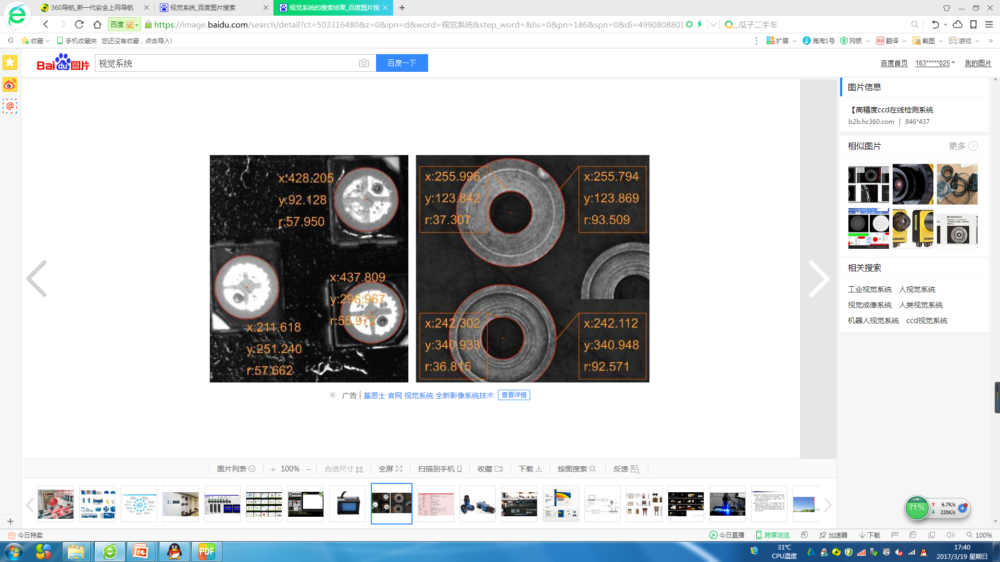 360导航_新一代安全上网导航
视觉系统_百度图片搜索
视觉系统的搜索结果_百度图片搜
百度 证
https://image.baidu.com/search/detail?ct=503316480&z=0&ipn=d&word=视觉系统&step_word=&hs=0&pn=186&spn=0&di=4990808801
瓜子二手车
收藏
手机收藏夹
您还没有收藏，点击导入!
扩展
海淘1号
网银
翻译
截图
游戏
Bai du 图片
视觉系统
百度一下
百度首页
183*****025
我的图片
x:428.205
y:92.128
r:57.950
x:437.809
y:296.967
r:55.972
x:211.618
y:251.240
r:57.662
x:255.996
y:123.842
r:37.307
x:255.794
y:123.869
r:93.509
x:242.302
y:340.933
r:36.815
x:242.112
y:340.948
r:92.571
广告
基恩士 官网 视觉系统 全新影像系统技术
查看详情
图片信息
【高精度ccd在线检测系统
b2b.hc360.com | 846*437
相似图片
更多
COGNEX
相关搜索
工业视觉系统 人视觉系统
视觉成像系统 人类视觉系统
机器人视觉系统 ccd视觉系统
图片列表
100%
合适尺寸
全屏
扫描到手机
收藏
下载
按图搜索
反馈
71%
6.7K/s
220K/s
今日特卖
今日直播
跨屏浏览
加速器
下载
100%
PDF
31℃
CPU温度
17:40
2017/3/19 星期日